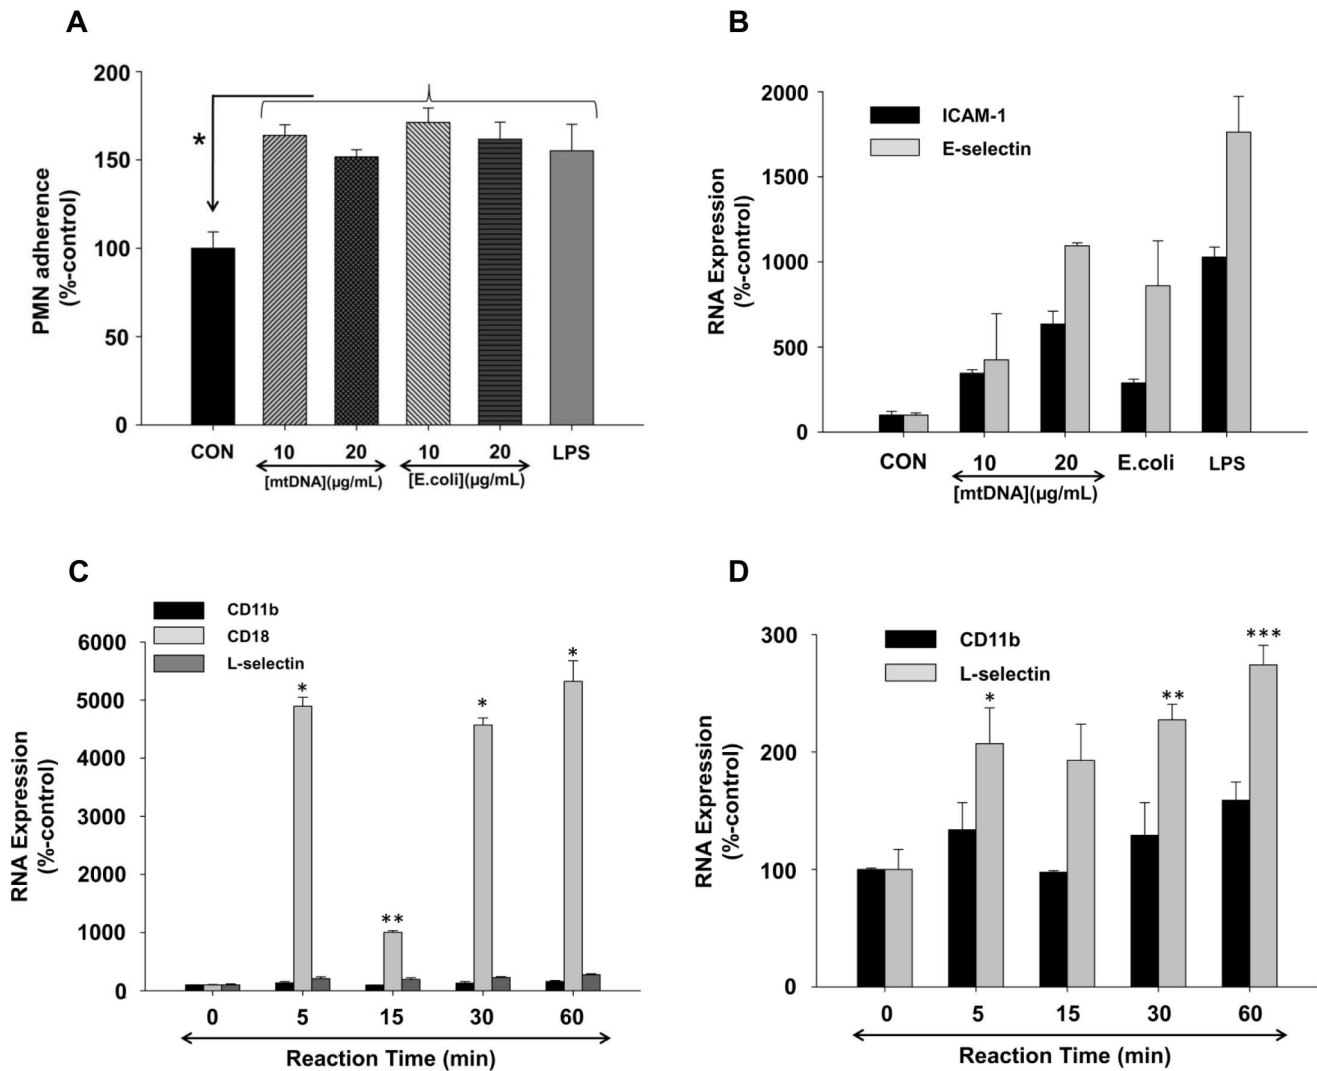 A
PMN adherence
(%-control)
200
150
100
50
0
*
CON
10
20
10
20
LPS
[mtDNA](µg/mL)
[E.coli](µg/mL)
B
RNA Expression
(%-control)
2000
1500
1000
500
0
ICAM-1
E-selectin
CON
10
20
E.coli
LPS
[mtDNA](µg/mL)
C
CD11b
CD18
L-selectin
RNA Expression
(%-control)
6000
5000
4000
3000
2000
1000
0
*
**
*
*
0
5
15
30
60
Reaction Time (min)
D
CD11b
L-selectin
RNA Expression
(%-control)
300
200
100
0
*
**
***
0
5
15
30
60
Reaction Time (min)